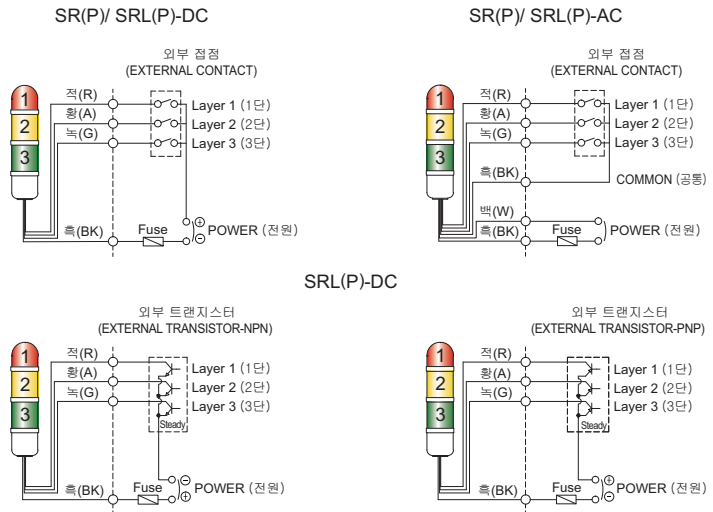 SR(P)/ SRL(P)-DC
외부 접점
(EXTERNAL CONTACT)
1
2
3
적(R)
황(A)
녹(G)
Layer 1 (1단)
Layer 2 (2단)
Layer 3 (3단)
흑(BK)
Fuse
⊕
⊖
POWER (전원)
SR(P)/ SRL(P)-AC
외부 접점
(EXTERNAL CONTACT)
1
2
3
적(R)
황(A)
녹(G)
Layer 1 (1단)
Layer 2 (2단)
Layer 3 (3단)
흑(BK)
COMMON (공통)
백(W)
흑(BK)
Fuse
POWER (전원)
SRL(P)-DC
외부 트랜지스터
(EXTERNAL TRANSISTOR-NPN)
1
2
3
적(R)
황(A)
녹(G)
Layer 1 (1단)
Layer 2 (2단)
Layer 3 (3단)
Steady
흑(BK)
Fuse
⊖
⊕
POWER (전원)
외부 트랜지스터
(EXTERNAL TRANSISTOR-PNP)
1
2
3
적(R)
황(A)
녹(G)
Layer 1 (1단)
Layer 2 (2단)
Layer 3 (3단)
Steady
흑(BK)
Fuse
⊕
⊖
POWER (전원)